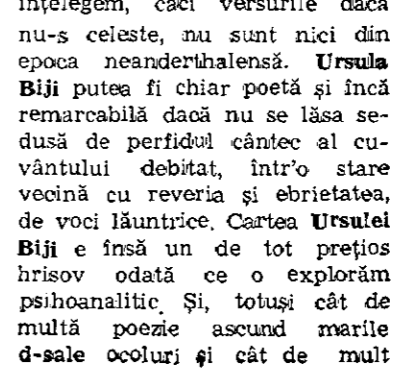 înțelegem, căci versurile dacă
nu-s celeste, nu sunt nici din
epoca neanderthalensă. Ursula
Biji putea fi chiar poetă și încă
remarcabilă dacă nu se lăsa se-
dusă de perfidul cântec al cu-
vântului debitat, într'o stare
vecină cu reveria și ebrietatea,
de voci lăuntrice. Cartea Ursulei
Biji e însă un de tot prețios
hrisov odată ce o explorăm
psihoanalitic. Și, totuși cât de
multă poezie ascund marile
d-sale ocoluri și cât de mult